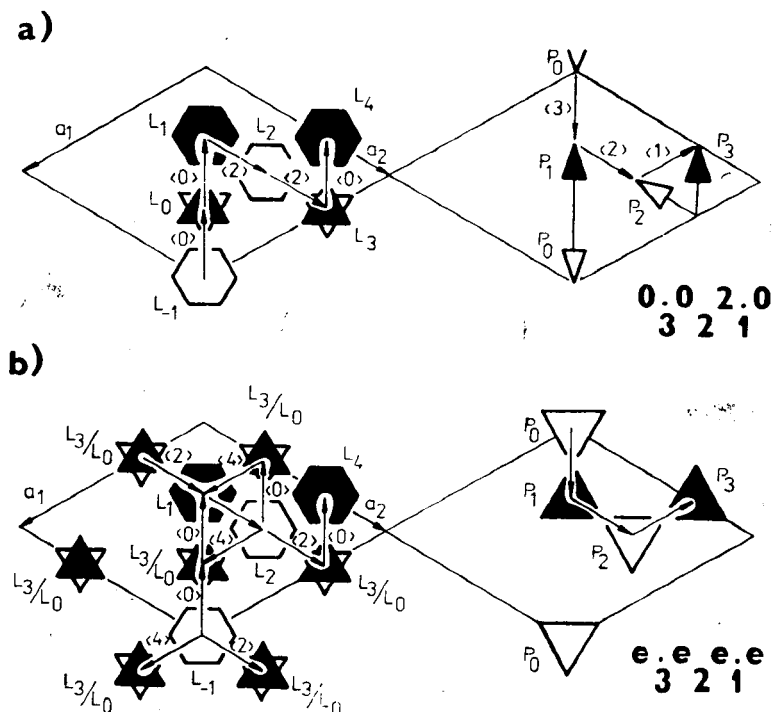 a)
P0
a1
L1
L2
L4
a2
⟨3⟩
⟨0⟩
⟨2⟩
⟨2⟩
⟨0⟩
P1
⟨2⟩
⟨1⟩
P3
L0
L3
P2
⟨0⟩
P0
L-1
0.0 2.0
3 2 1
b)
L3/L0
L3/L0
P0
⟨2⟩
⟨4⟩
a1
L1
⟨0⟩
L4
a2
P1
P3
⟨0⟩
⟨4⟩
L2
⟨2⟩
⟨0⟩
P2
L3/L0
L3/L0
L3/L0
⟨0⟩
P0
⟨4⟩
⟨2⟩
L3/L0
L-1
L3/L0
e.e e.e
3 2 1